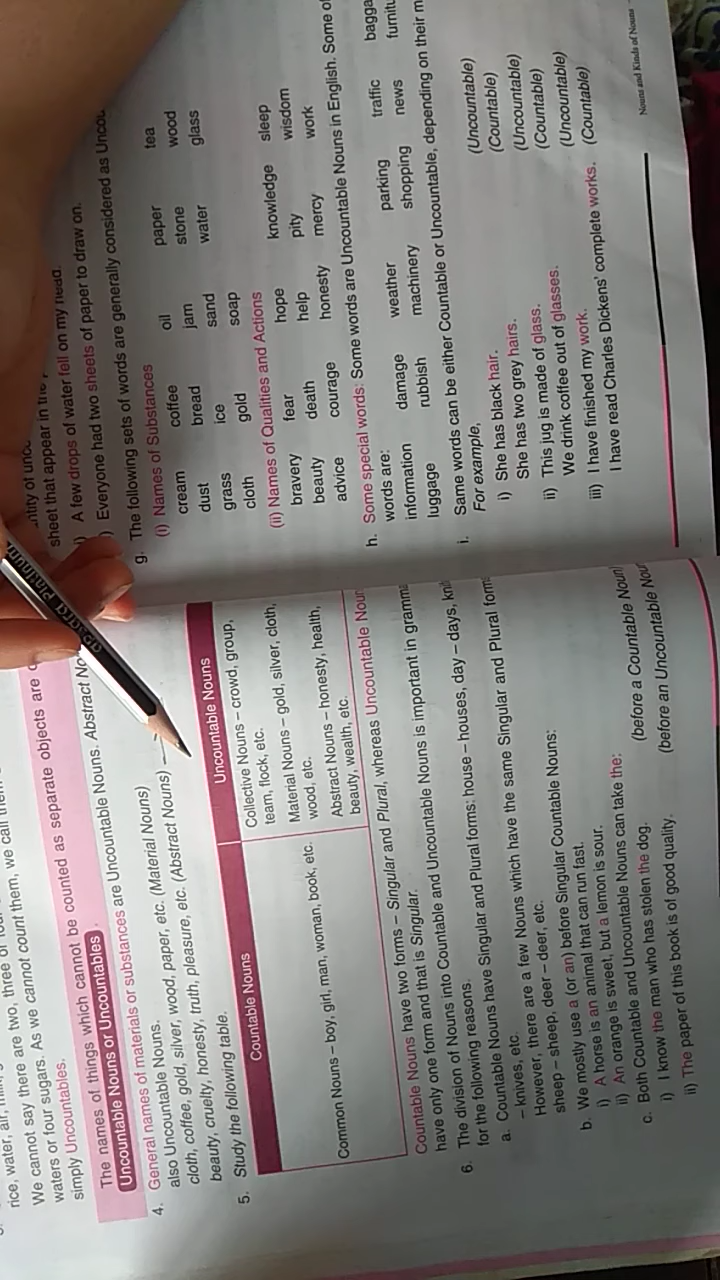 rice, water, air, milk,
We cannot say there are two, three or four
waters or four sugars. As we cannot count them, we call them
simply Uncountables.
The names of things which cannot be counted as separate objects are
Uncountable Nouns or Uncountables.
4. General names of materials or substances are Uncountable Nouns. Abstract
also Uncountable Nouns.
cloth, coffee, gold, silver, wood, paper, etc. (Material Nouns)
beauty, cruelty, honesty, truth, pleasure, etc. (Abstract Nouns)
5. Study the following table.
Countable Nouns Uncountable Nouns
Common Nouns – boy, girl, man, woman, book, etc.
Collective Nouns – crowd, group,
team, flock, etc.
Material Nouns – gold, silver, cloth,
wood, etc.
Abstract Nouns – honesty, health,
beauty, wealth, etc.
Countable Nouns have two forms – Singular and Plural, whereas Uncountable
have only one form and that is Singular.
6. The division of Nouns into Countable and Uncountable Nouns is important in
for the following reasons.
a. Countable Nouns have Singular and Plural forms: house – houses, day – days,
– knives, etc.
However, there are a few Nouns which have the same Singular and Plural
sheep – sheep, deer – deer, etc.
b. We mostly use a (or an) before Singular Countable Nouns:
i) A horse is an animal that can run fast.
ii) An orange is sweet, but a lemon is sour.
c. Both Countable and Uncountable Nouns can take the:
i) I know the man who has stolen the dog. (before a Countable Noun)
ii) The paper of this book is of good quality. (before an Uncountable
sheet that appear in the
i) A few drops of water fell on my head.
Everyone had two sheets of paper to draw on.
g. The following sets of words are generally considered as
(i) Names of Substances
cream coffee oil paper tea
dust bread jam stone wood
grass ice sand water glass
cloth gold soap
(ii) Names of Qualities and Actions
bravery fear hope knowledge sleep
beauty death help pity wisdom
advice courage honesty mercy work
h. Some special words: Some words are Uncountable Nouns in English. Some
words are:
information damage weather parking traffic
luggage rubbish machinery shopping news
i. Same words can be either Countable or Uncountable, depending on their
For example,
i) She has black hair. (Uncountable)
She has two grey hairs. (Countable)
ii) This jug is made of glass. (Uncountable)
We drink coffee out of glasses. (Countable)
iii) I have finished my work. (Uncountable)
I have read Charles Dickens' complete works. (Countable)
Nouns and Kinds of Nouns